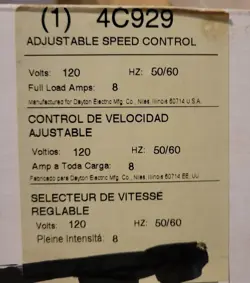 (1) 4C929
ADJUSTABLE SPEED CONTROL
Volts: 120 HZ: 50/60
Full Load Amps: 8
Manufactured for Dayton Electric Mfg. Co., Niles, Illinois 60714 U.S.A.
CONTROL DE VELOCIDAD
AJUSTABLE
Voltios: 120 HZ: 50/60
Amp a Toda Carga: 8
Fabricado para Dayton Electric Mfg. Co., Niles, Illinois 60714 EE. UU.
SELECTEUR DE VITESSE
REGLABLE
Volts: 120 HZ: 50/60
Pleine Intensitá: 8